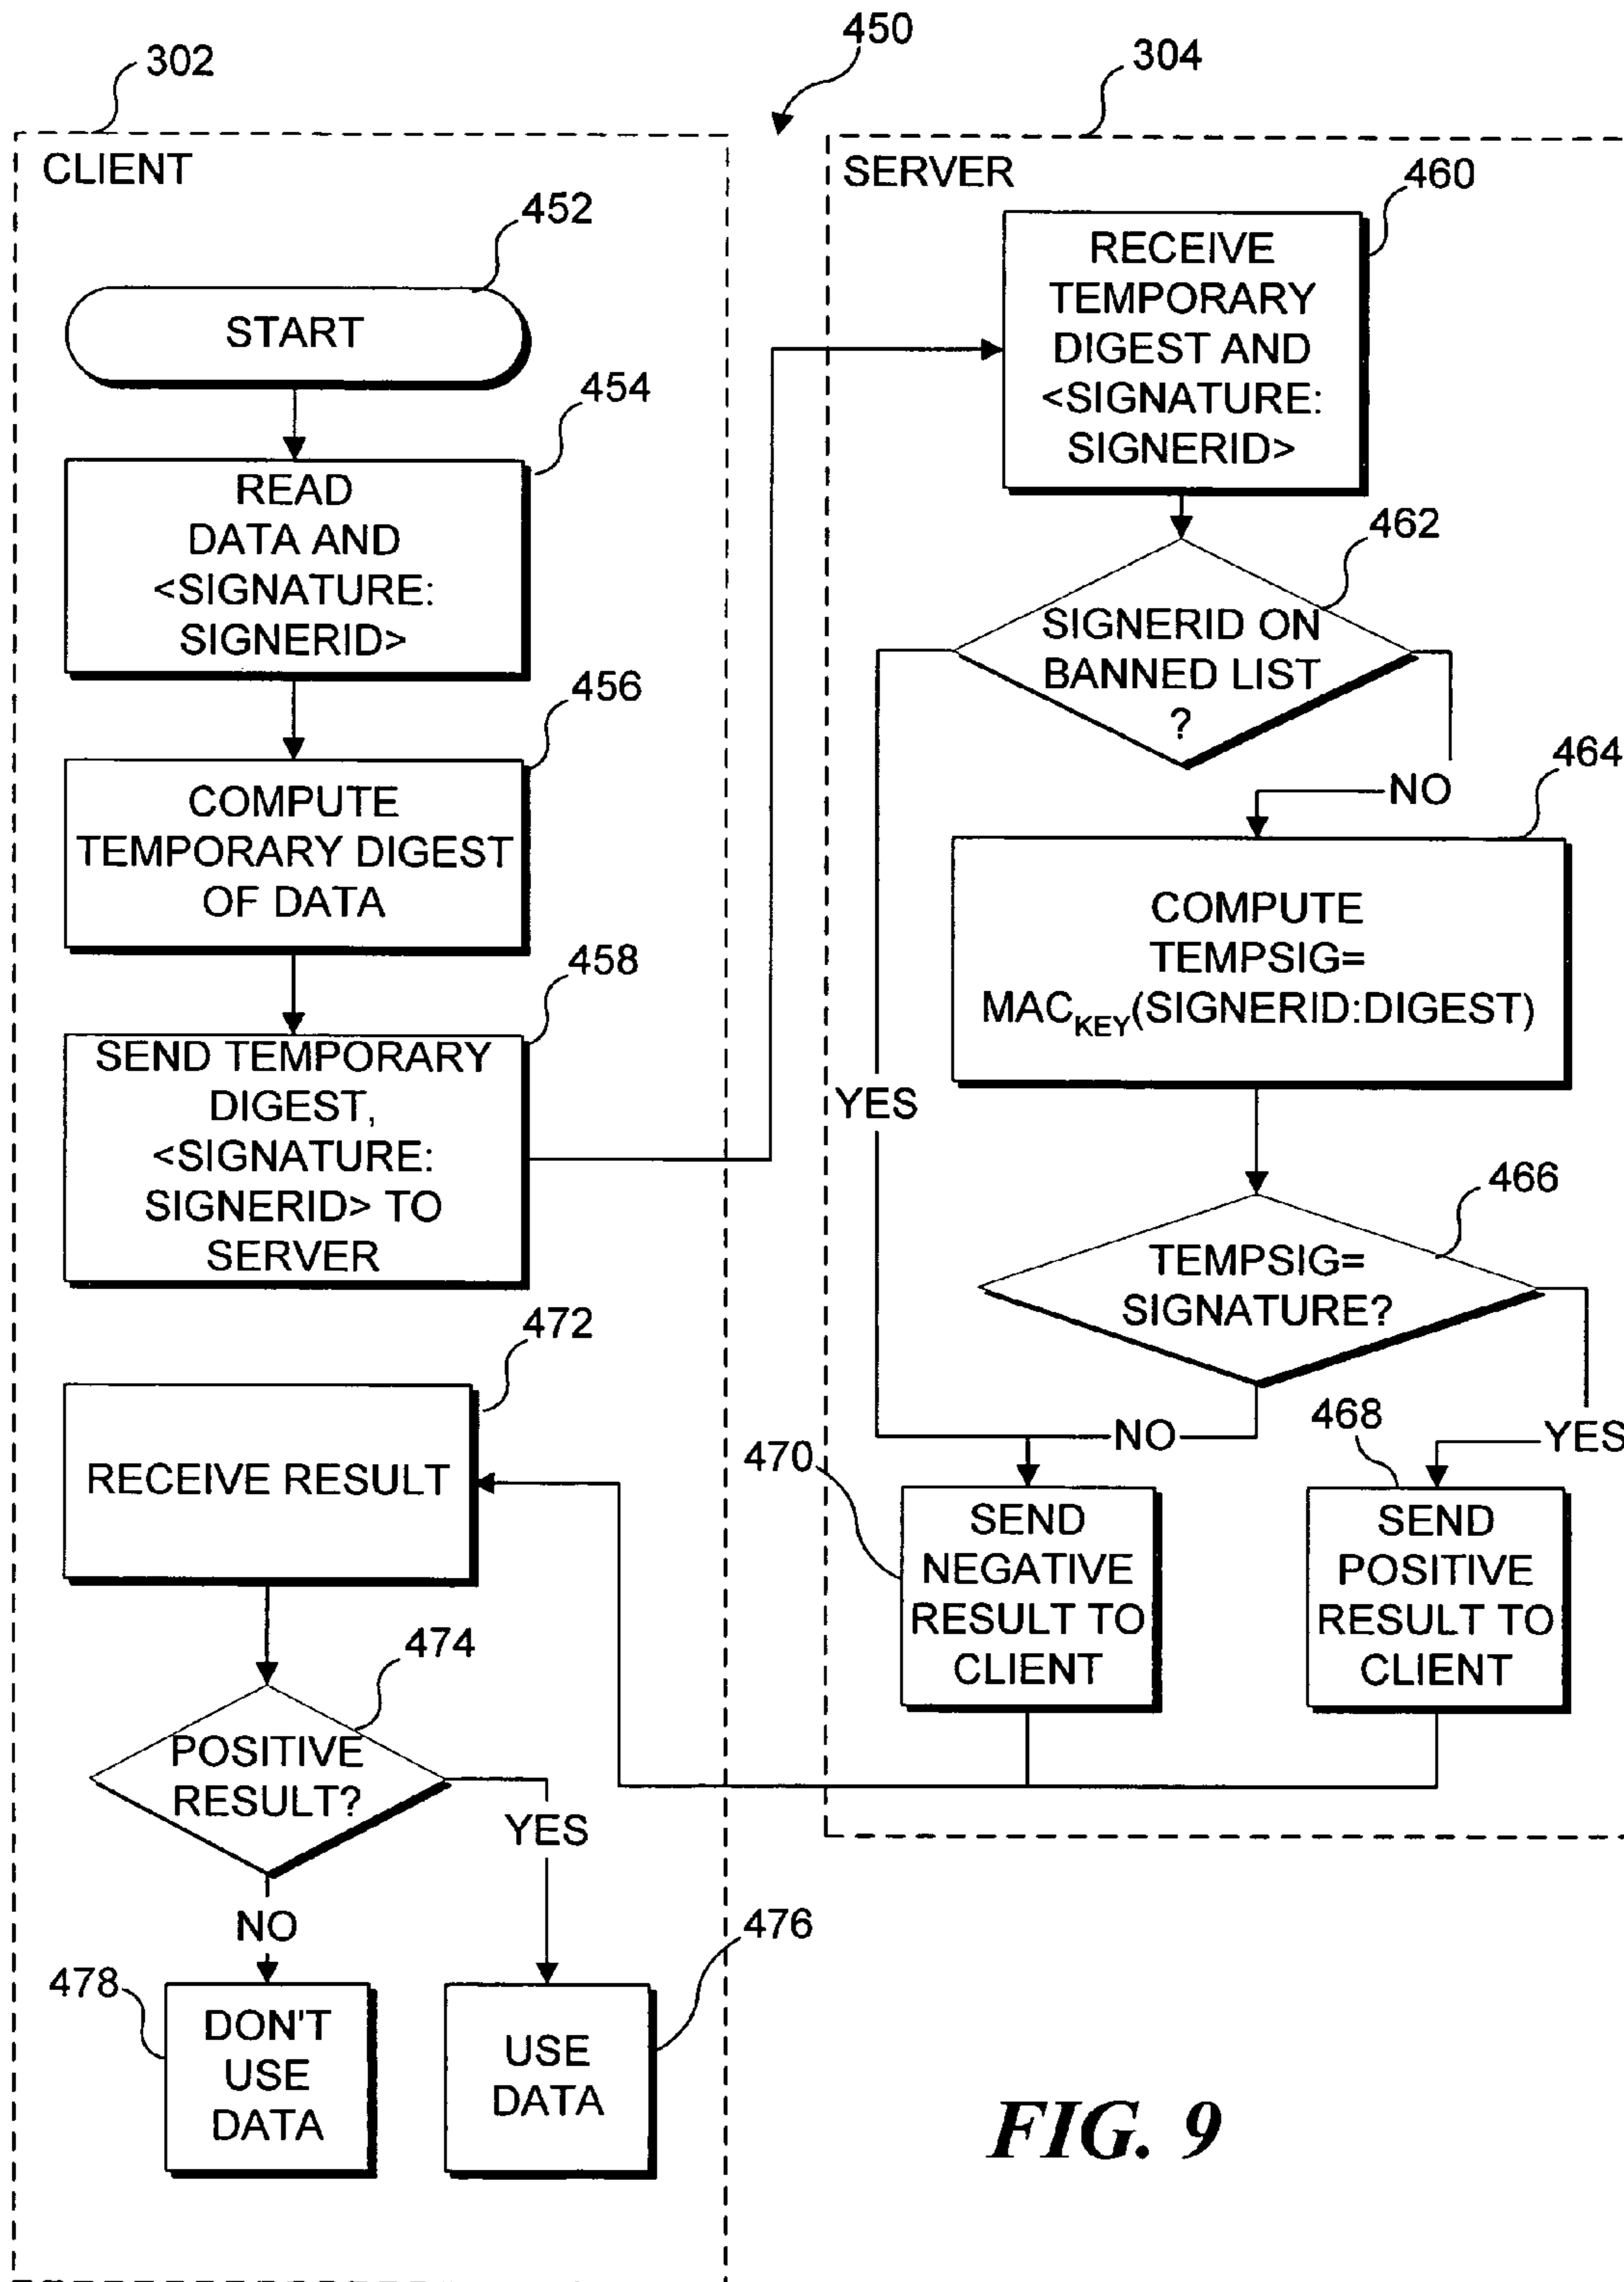 450
302
304
CLIENT
SERVER
452
START
454
READ
DATA AND
<SIGNATURE:
SIGNERID>
456
COMPUTE
TEMPORARY DIGEST
OF DATA
458
SEND TEMPORARY
DIGEST,
<SIGNATURE:
SIGNERID> TO
SERVER
460
RECEIVE
TEMPORARY
DIGEST AND
<SIGNATURE:
SIGNERID>
462
SIGNERID ON
BANNED LIST
?
YES
NO
464
COMPUTE
TEMPSIG=
MACKEY(SIGNERID:DIGEST)
466
TEMPSIG=
SIGNATURE?
NO
YES
470
SEND
NEGATIVE
RESULT TO
CLIENT
468
SEND
POSITIVE
RESULT TO
CLIENT
472
RECEIVE RESULT
474
POSITIVE
RESULT?
YES
NO
478
DON'T
USE
DATA
476
USE
DATA
FIG. 9